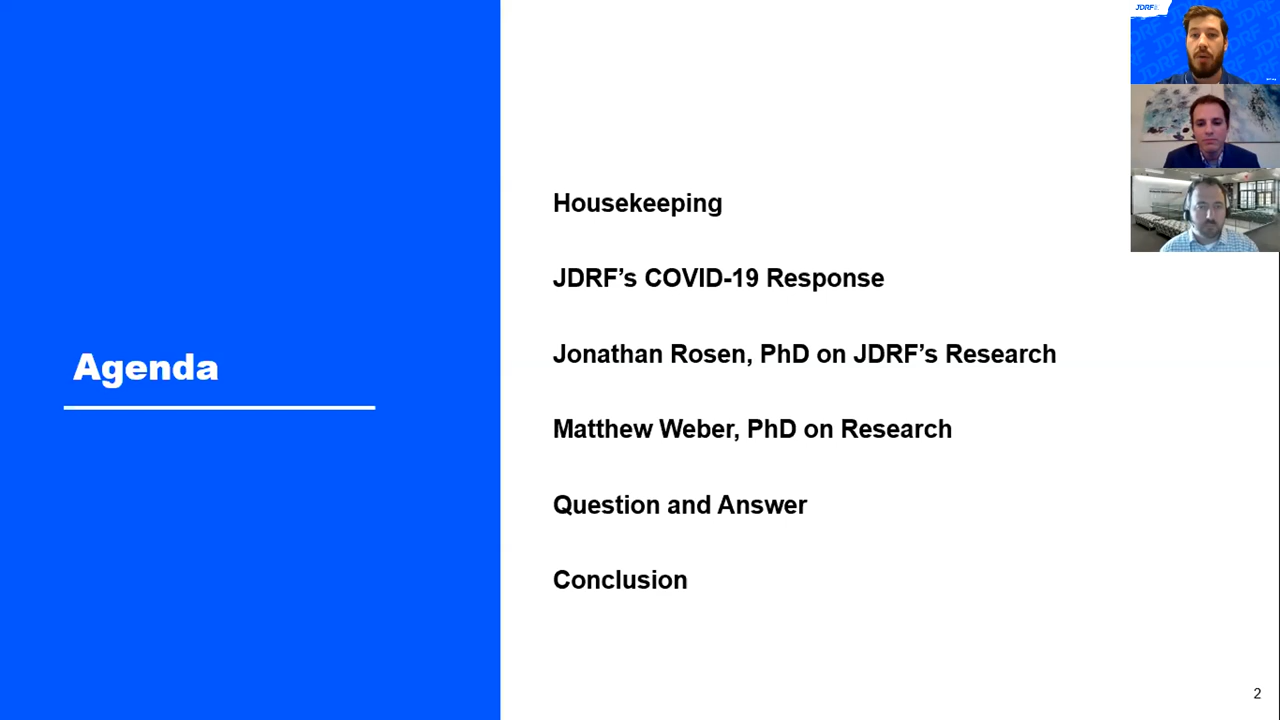 Agenda
Housekeeping
JDRF’s COVID-19 Response
Jonathan Rosen, PhD on JDRF’s Research
Matthew Weber, PhD on Research
Question and Answer
Conclusion
2
JDRF
JDRF